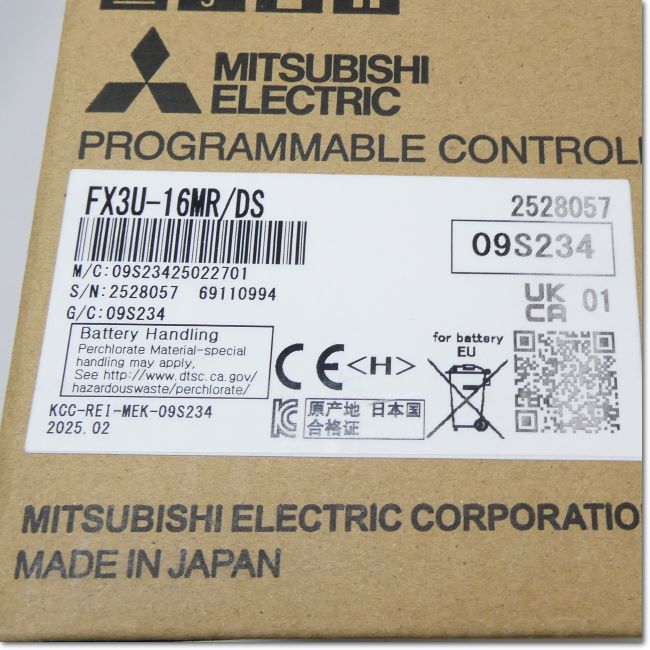 MITSUBISHI
ELECTRIC
PROGRAMMABLE CONTROL
FX3U-16MR/DS
2528057
09S234
M/C:09S23425022701
S/N:2528057 69110994
G/C:09S234
UK
CA
01
Battery Handling
Perchlorate Material-special
handling may apply,
See http://www.dtsc.ca.gov/
hazardouswaste/perchlorate/
CE
<H>
for battery
EU
KCC-REI-MEK-09S234
2025.02
原产地 日本国
合格证
MITSUBISHI ELECTRIC CORPORATIO
MADE IN JAPAN